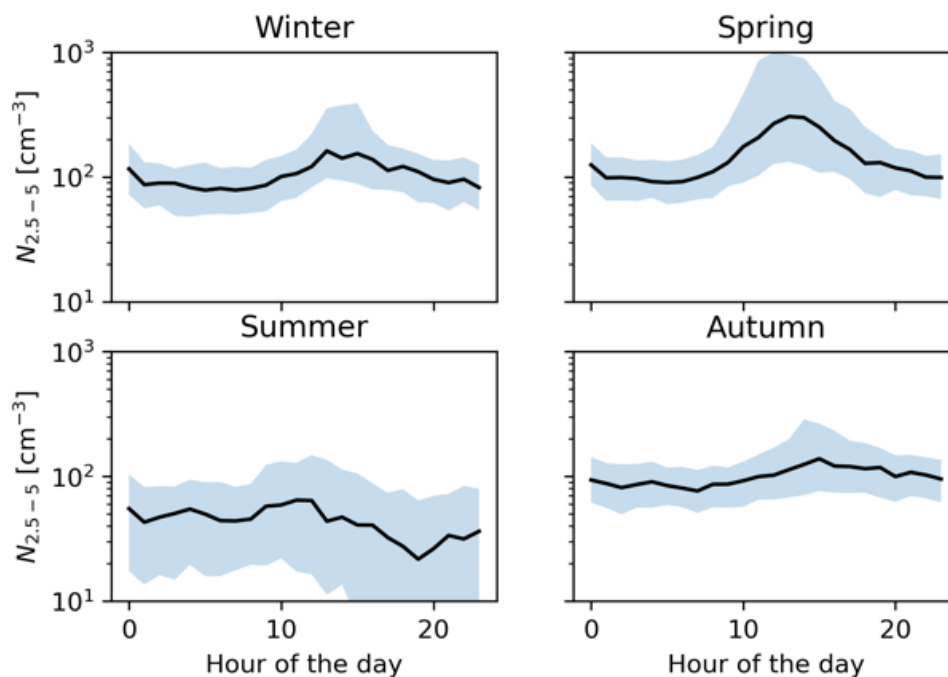 Winter
Spring
10³
10²
10¹
N₂.₅₋₅ [cm⁻³]
Summer
Autumn
10³
10²
10¹
N₂.₅₋₅ [cm⁻³]
0 10 20
0 10 20
Hour of the day
Hour of the day